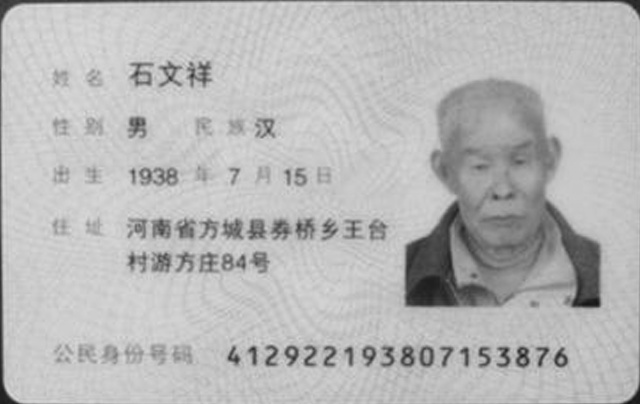 姓名 石文祥
性别 男 民族 汉
出生 1938 年 7 月 15 日
住址 河南省方城县券桥乡王台
村游方庄84号
公民身份号码 412922193807153876